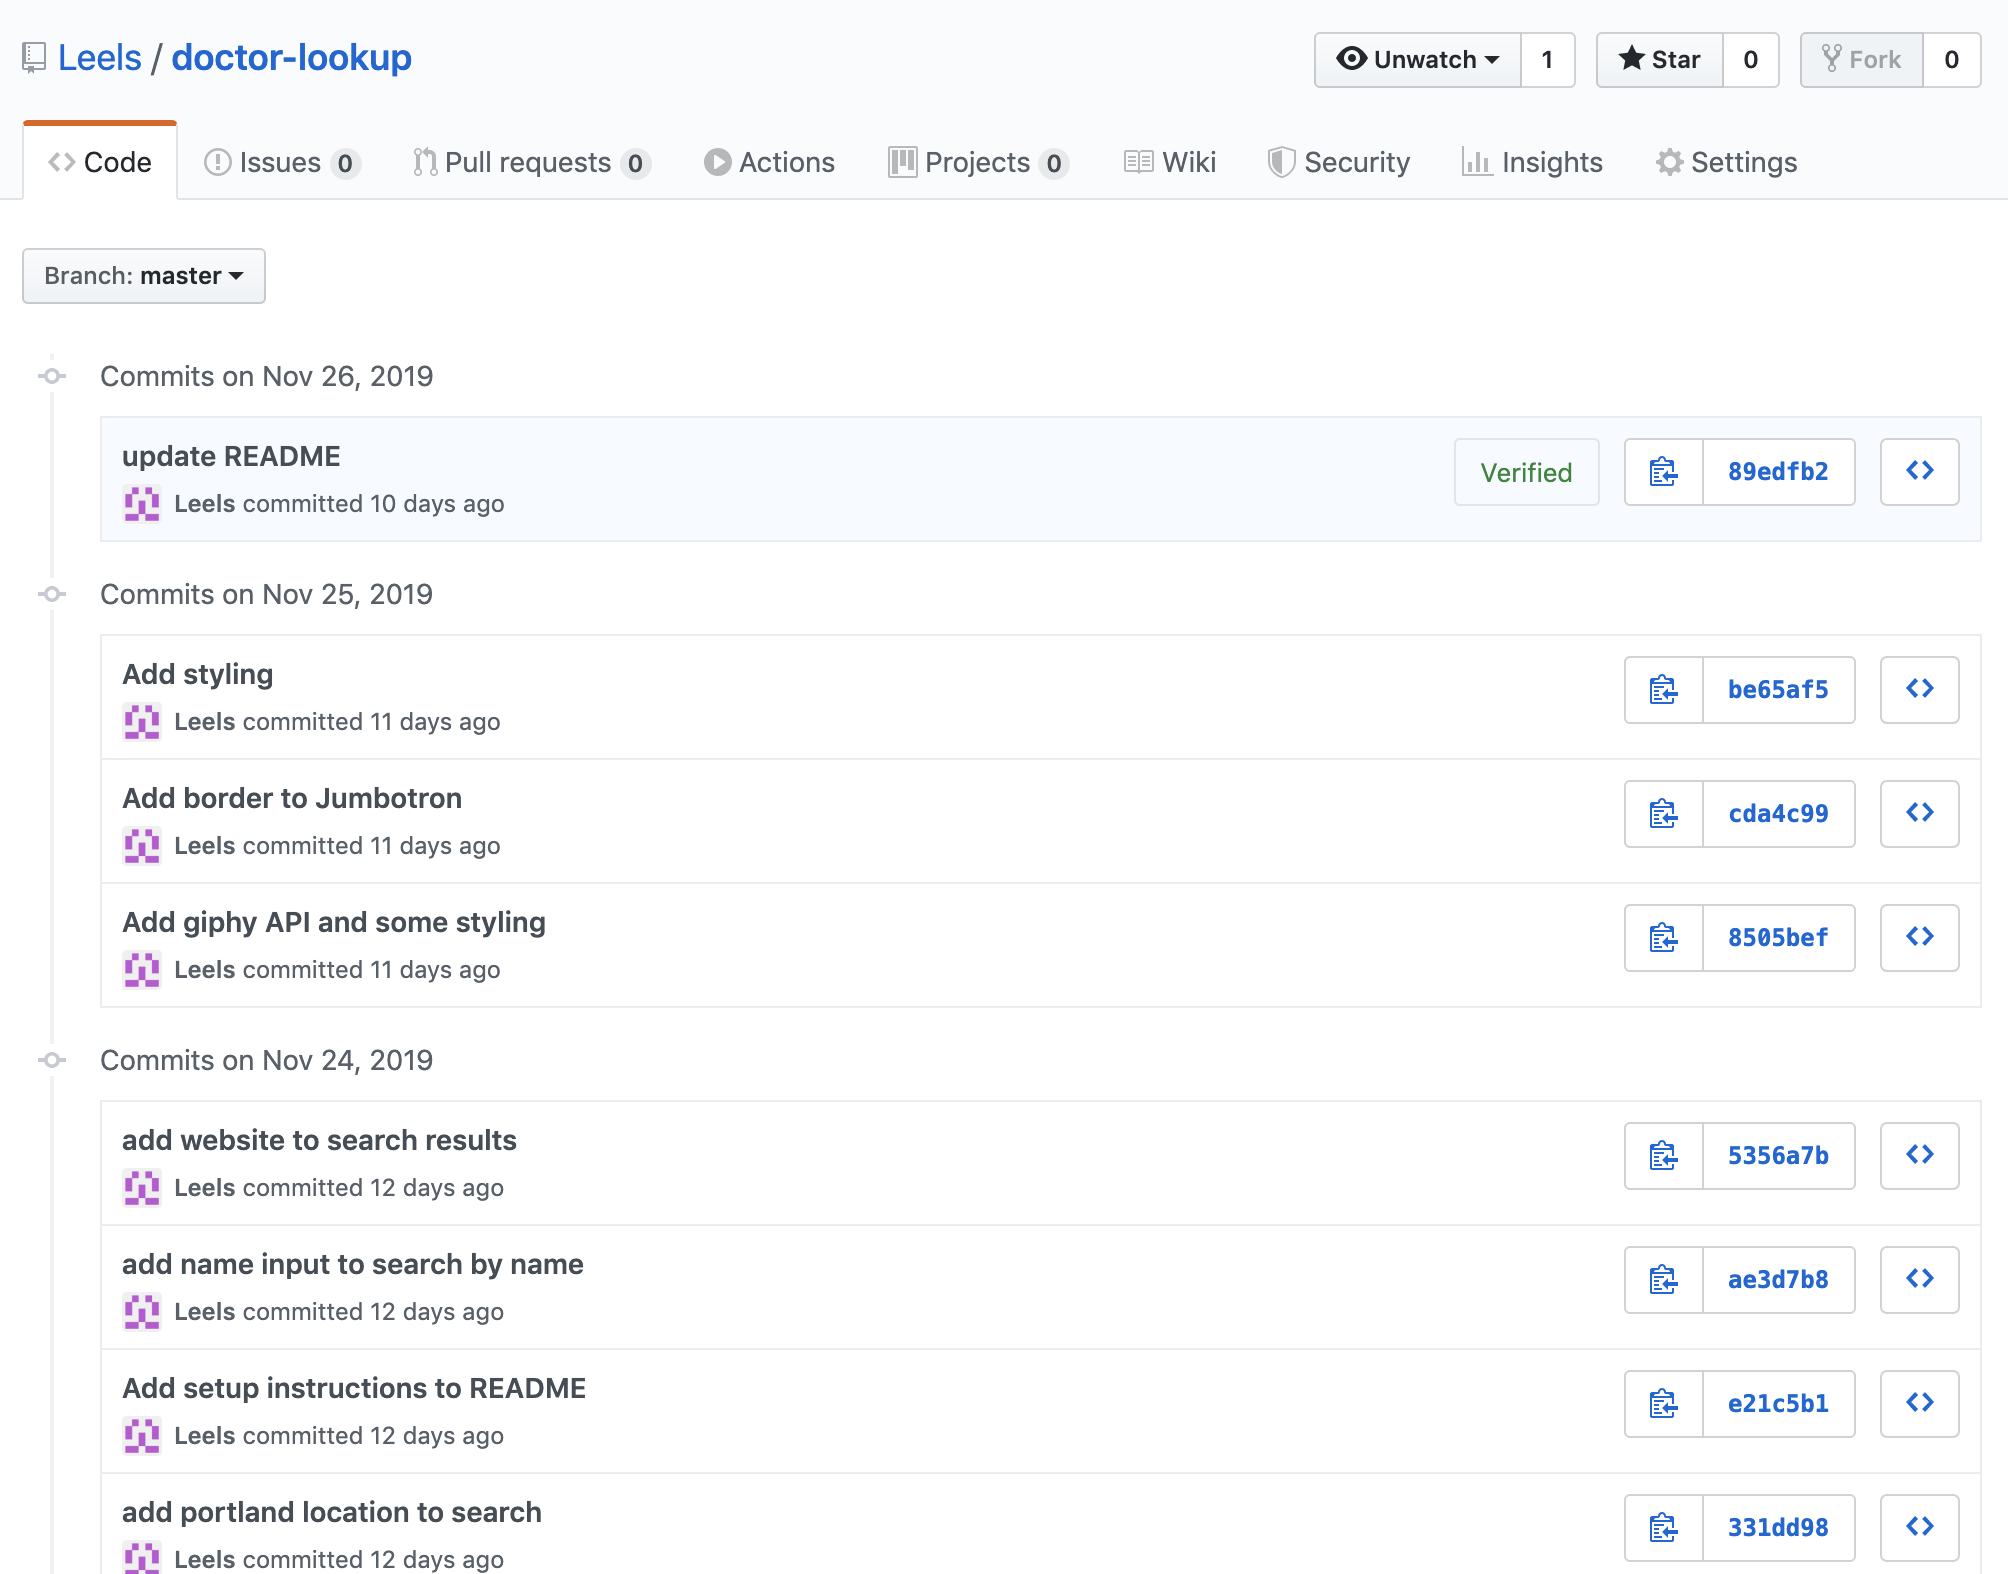 Leels / doctor-lookup
Unwatch 1 Star 0 Fork 0
Code Issues 0 Pull requests 0 Actions Projects 0 Wiki Security Insights Settings
Branch: master
Commits on Nov 26, 2019
update README
Leels committed 10 days ago
Verified 89edfb2
Commits on Nov 25, 2019
Add styling
Leels committed 11 days ago
be65af5
Add border to Jumbotron
Leels committed 11 days ago
cda4c99
Add giphy API and some styling
Leels committed 11 days ago
8505bef
Commits on Nov 24, 2019
add website to search results
Leels committed 12 days ago
5356a7b
add name input to search by name
Leels committed 12 days ago
ae3d7b8
Add setup instructions to README
Leels committed 12 days ago
e21c5b1
add portland location to search
Leels committed 12 days ago
331dd98